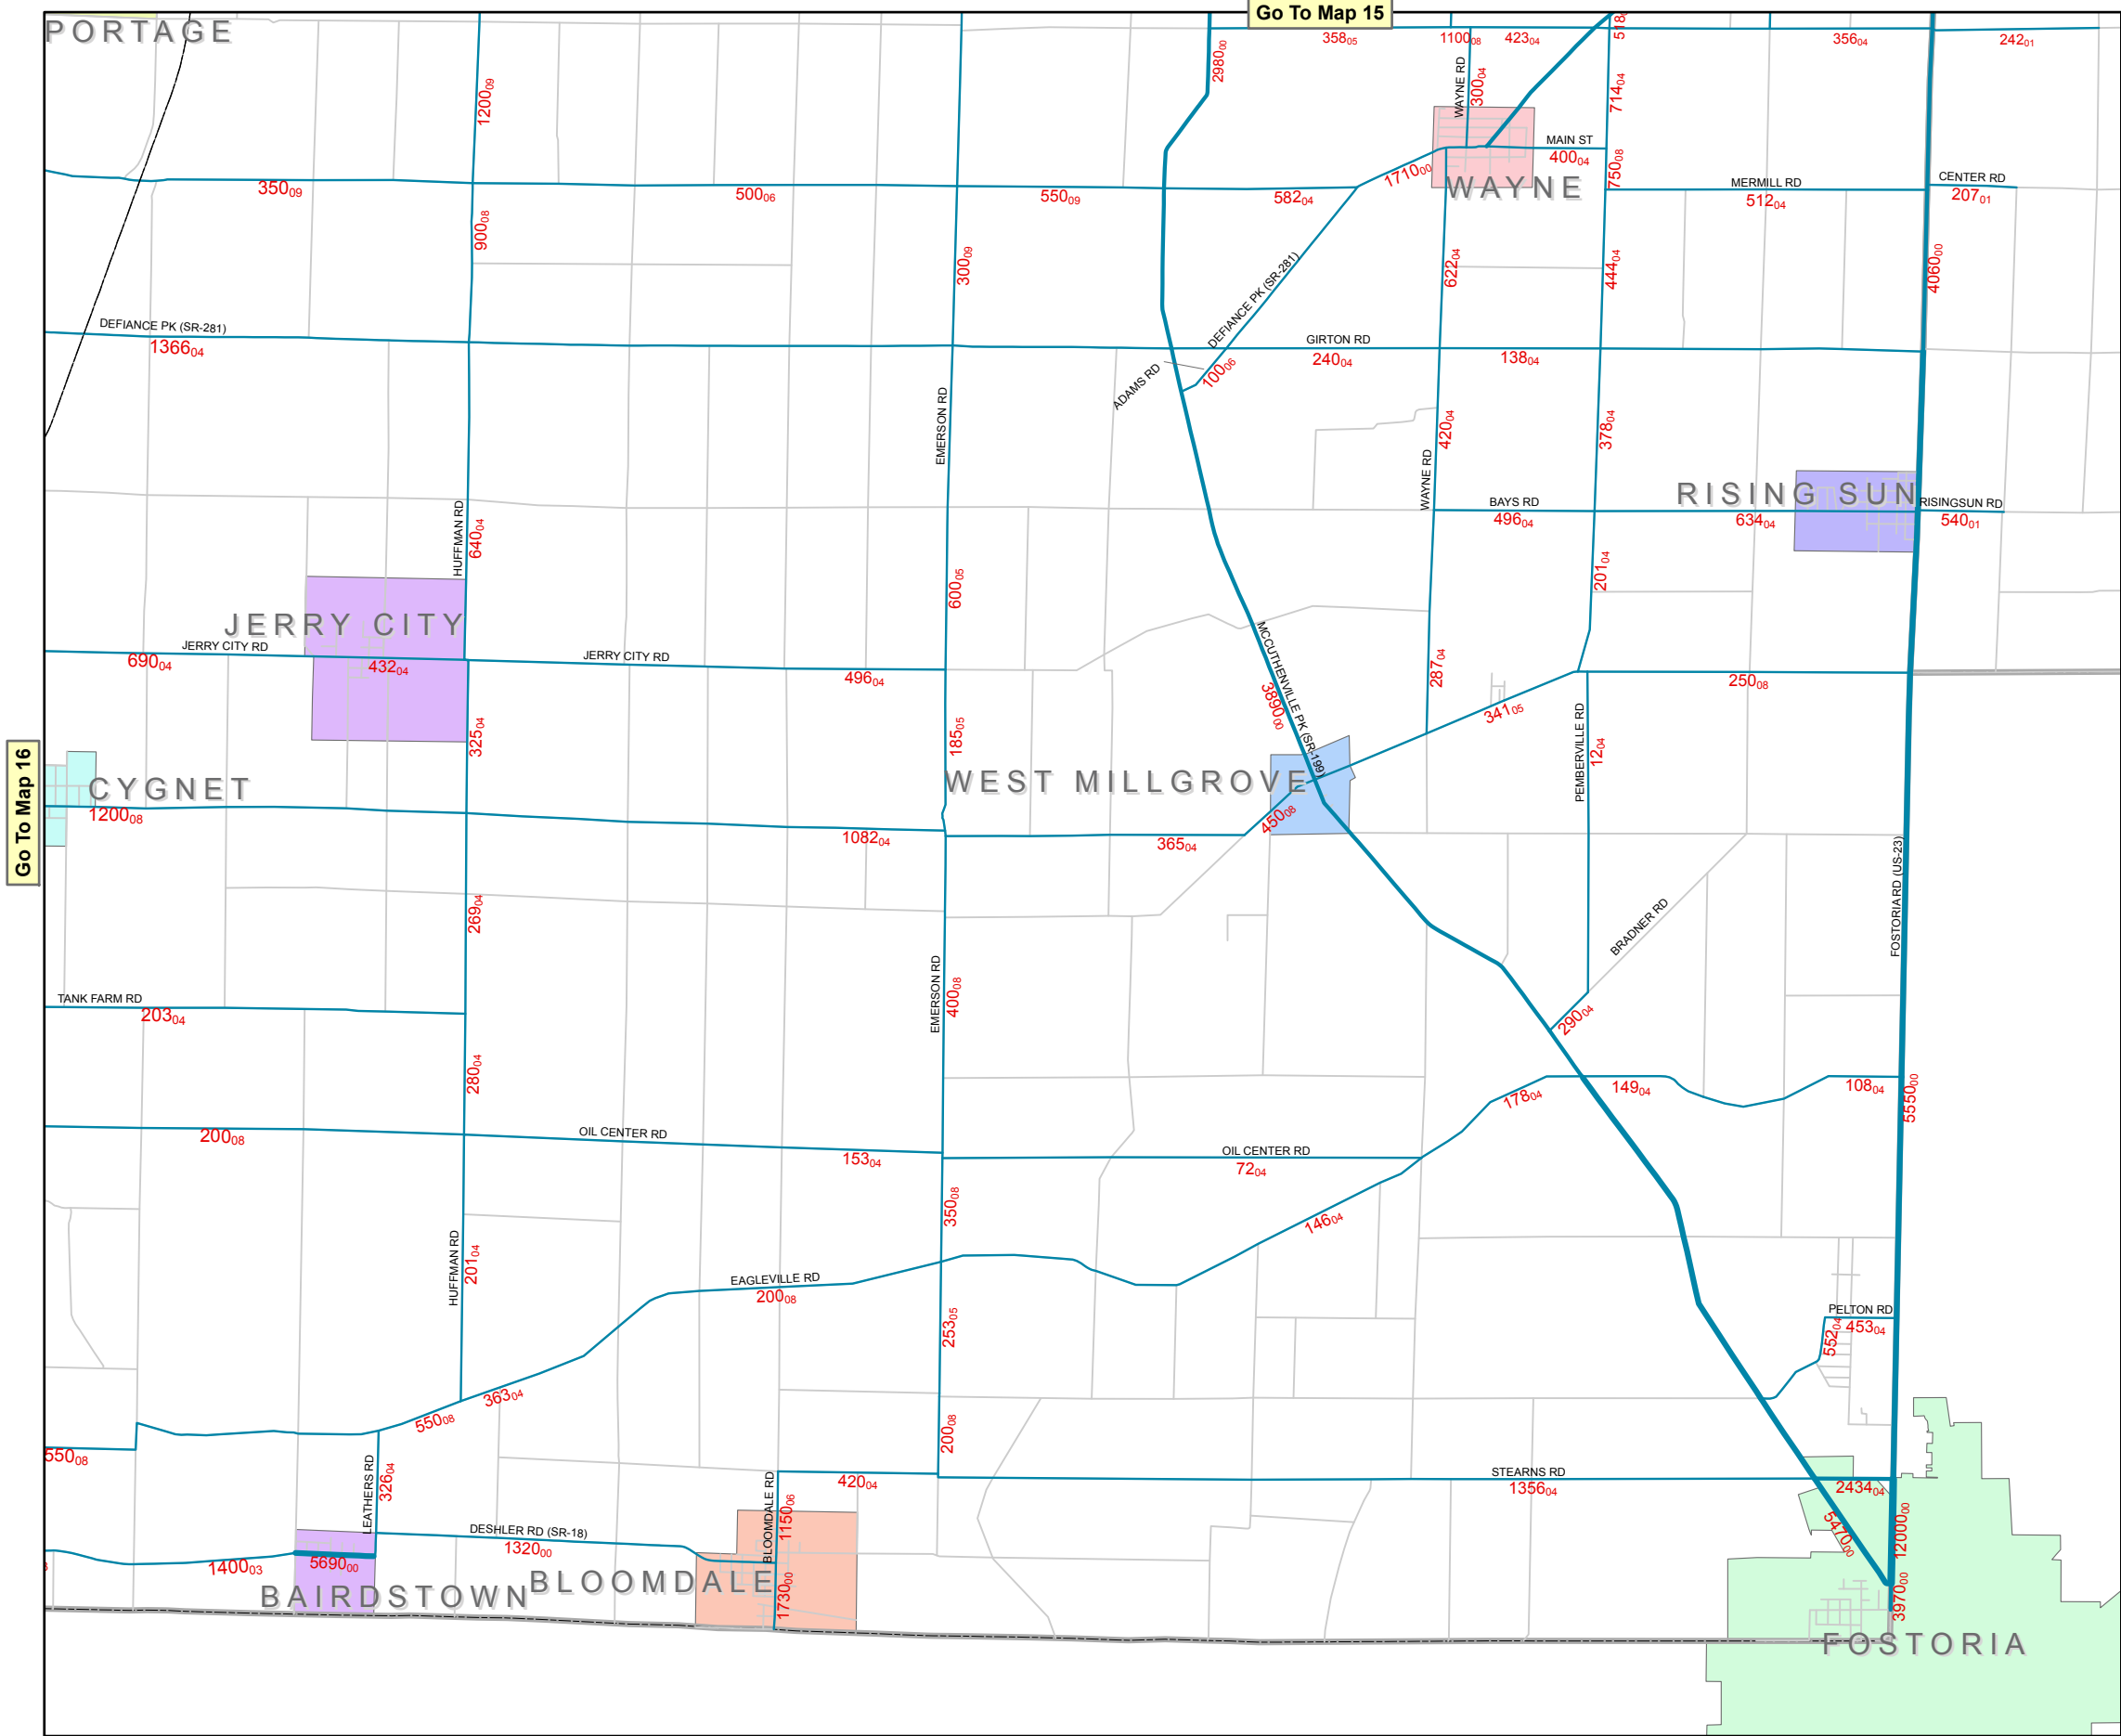 Go To Map 15
PORTAGE
358 05
1100 08
423 04
518
356 04
242 01
1200 09
2980 00
WAYNE RD
300 04
714 04
MAIN ST
400 04
750 08
350 09
500 06
550 09
582 04
1710 00
WAYNE
MERMILL RD
512 04
CENTER RD
207 01
900 08
300 09
622 04
444 04
4060 00
DEFIANCE PK (SR-281)
1366 04
DEFIANCE PK (SR-281)
GIRTON RD
240 04
138 04
ADAMS RD
100 06
EMERSON RD
420 04
378 04
WAYNE RD
BAYS RD
496 04
634 04
RISING SUN
RISINGSUN RD
540 01
HUFFMAN RD
640 04
600 05
201 04
JERRY CITY
JERRY CITY RD
690 04
432 04
JERRY CITY RD
496 04
MCCUTHENVILLE PK (SR-199)
3890 00
287 04
341 05
250 08
325 04
185 05
PEMBERVILLE RD
12 04
Go To Map 16
CYGNET
1200 08
WEST MILLGROVE
1082 04
365 04
450 08
269 04
FOSTORIA RD (US-23)
BRADNER RD
EMERSON RD
400 08
TANK FARM RD
203 04
290 04
280 04
178 04
149 04
108 04
5550 00
200 08
OIL CENTER RD
153 04
OIL CENTER RD
72 04
350 08
146 04
HUFFMAN RD
201 04
EAGLEVILLE RD
200 08
253 05
PELTON RD
453 04
552 04
363 04
550 08
550 08
200 08
LEATHERS RD
326 04
BLOOMDALE RD
420 04
STEARNS RD
1356 04
2434 04
1150 06
DESHLER RD (SR-18)
1320 00
5470 00
12000 00
1400 03
5690 00
BAIRDSTOWN
BLOOMDALE
1730 00
3970 00
FOSTORIA